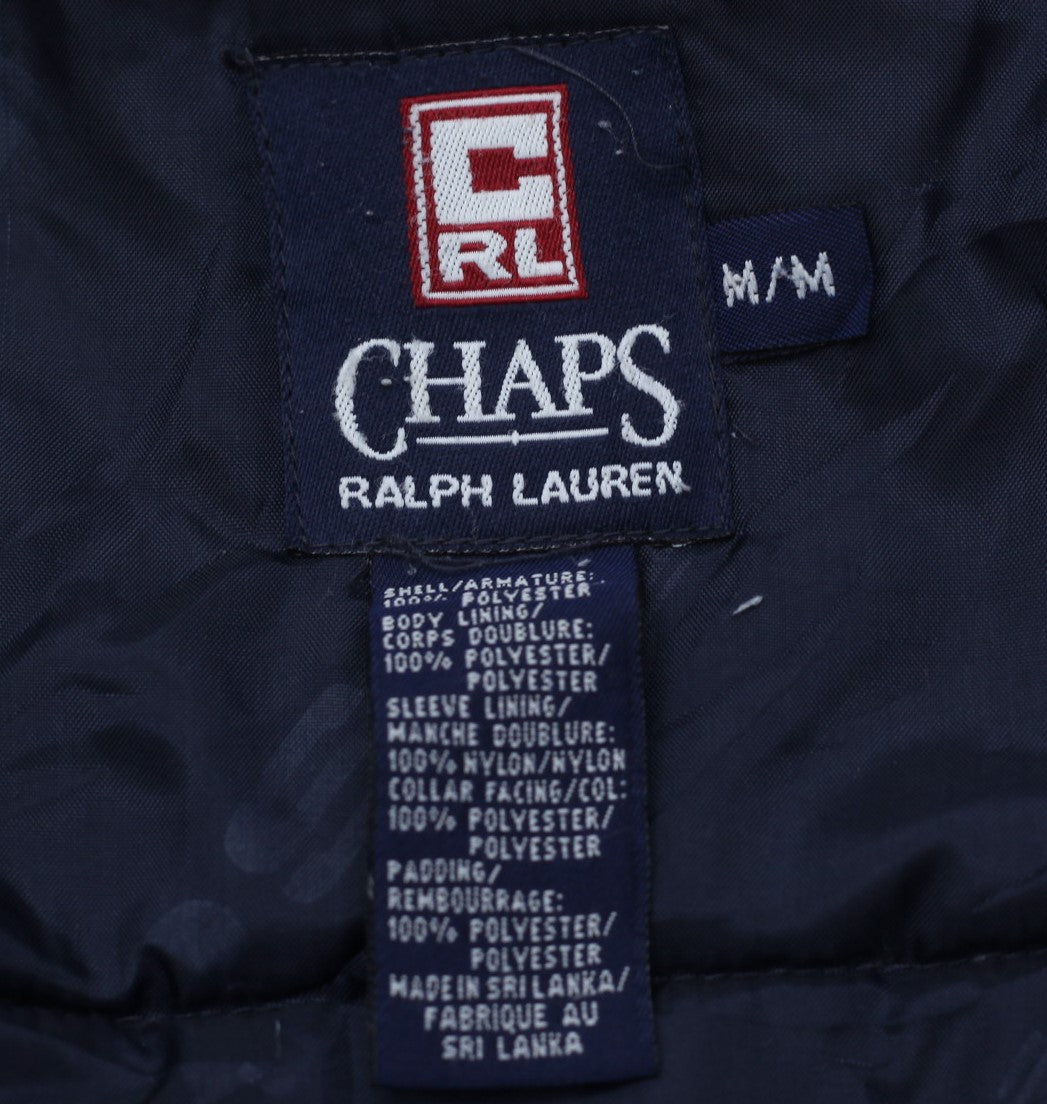 C
RL
CHAPS
RALPH LAUREN
M/M
SHELL/ARMATURE:
100% POLYESTER
BODY LINING/
CORPS DOUBLURE:
100% POLYESTER/
POLYESTER
SLEEVE LINING/
MANCHE DOUBLURE:
100% NYLON/NYLON
COLLAR FACING/COL:
100% POLYESTER/
POLYESTER
PADDING/
REMBOURRAGE:
100% POLYESTER/
POLYESTER
MADE IN SRI LANKA/
FABRIQUE AU
SRI LANKA